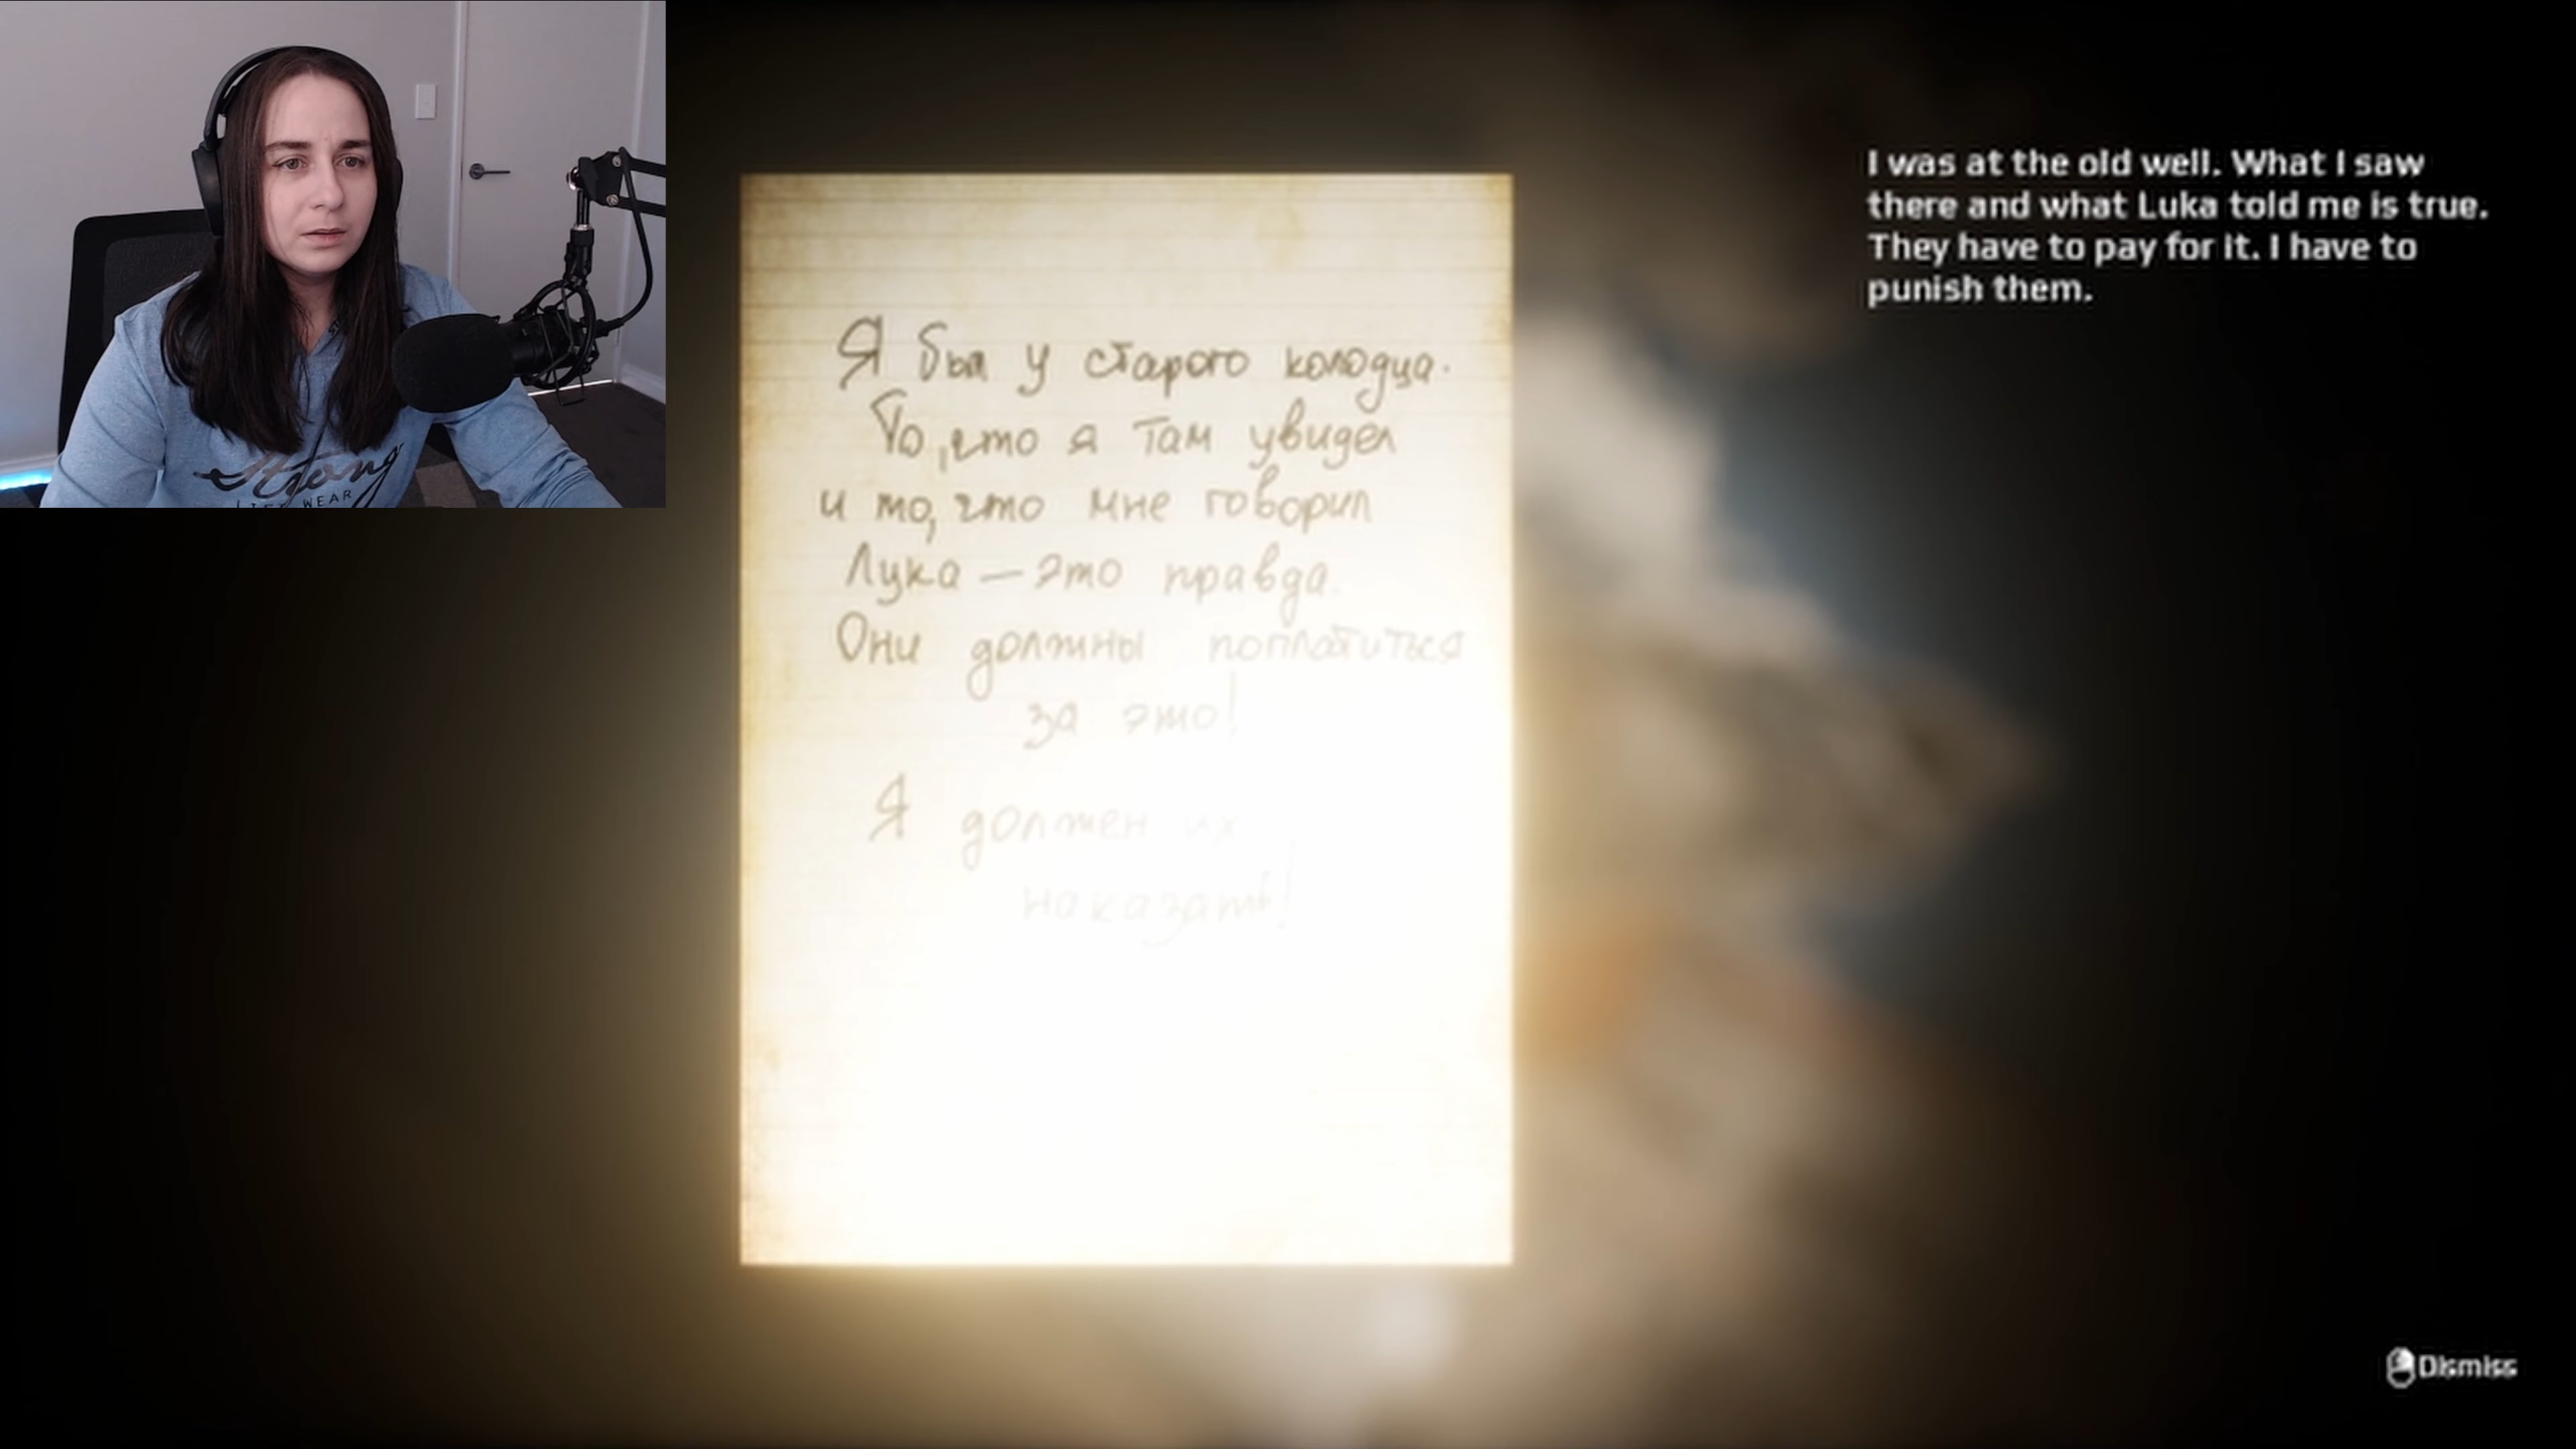 I was at the old well. What I saw
there and what Luka told me is true.
They have to pay for it. I have to
punish them.
Я был у старого колодца.
То, что я там увидел
и то, что мне говорил
Лука — это правда.
Они должны поплатиться
за это!
Я должен их
наказать!
WEAR
Dismiss